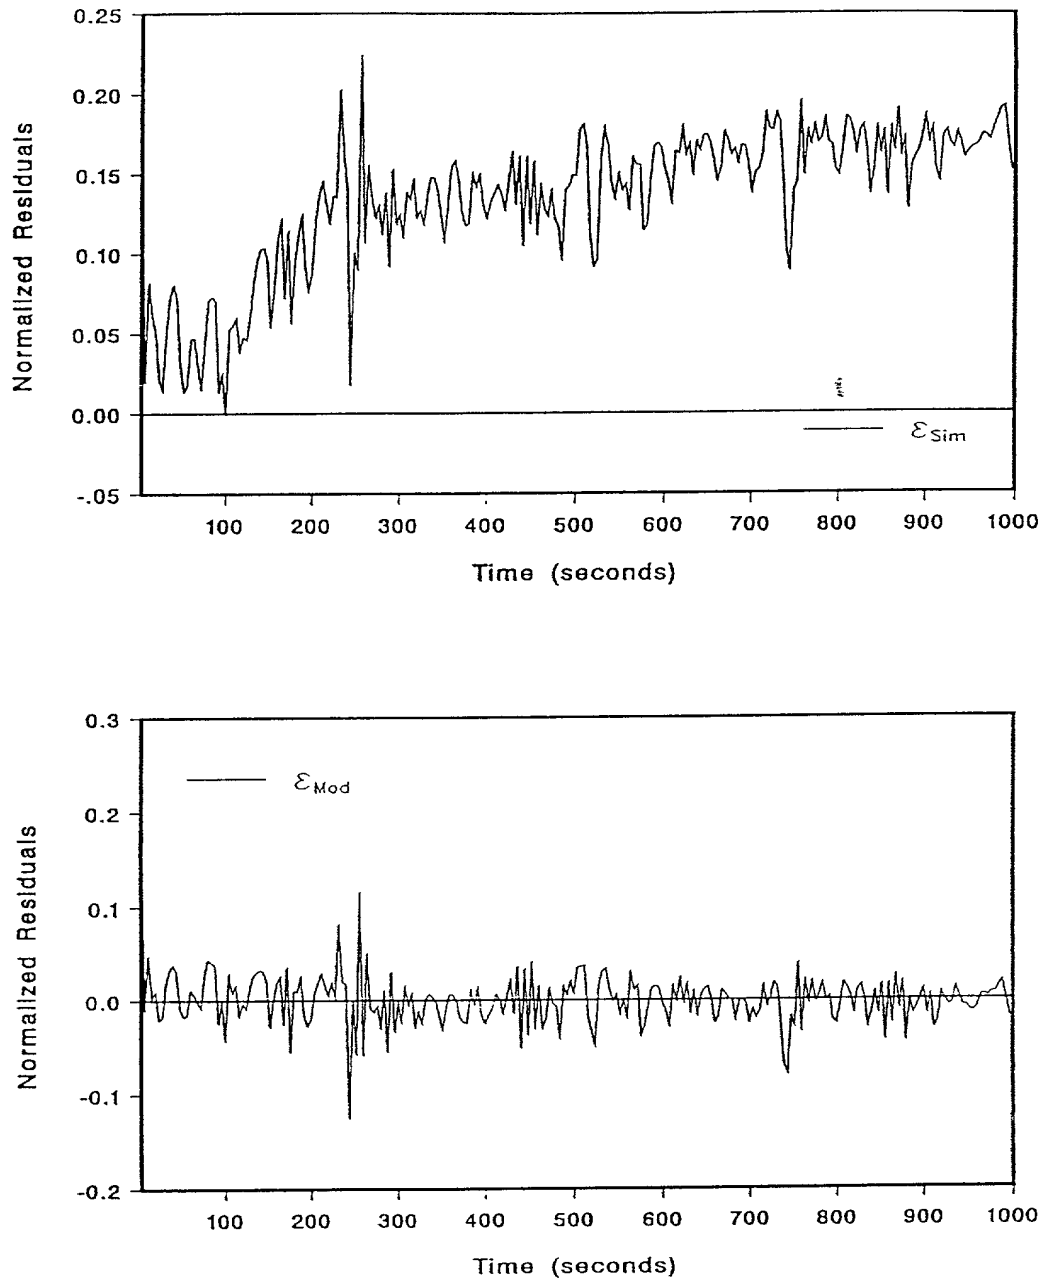 0.25
0.20
0.15
0.10
0.05
0.00
-.05
Normalized Residuals
ε Sim
100 200 300 400 500 600 700 800 900 1000
Time (seconds)
0.3
0.2
0.1
0.0
-0.1
-0.2
Normalized Residuals
ε Mod
100 200 300 400 500 600 700 800 900 1000
Time (seconds)